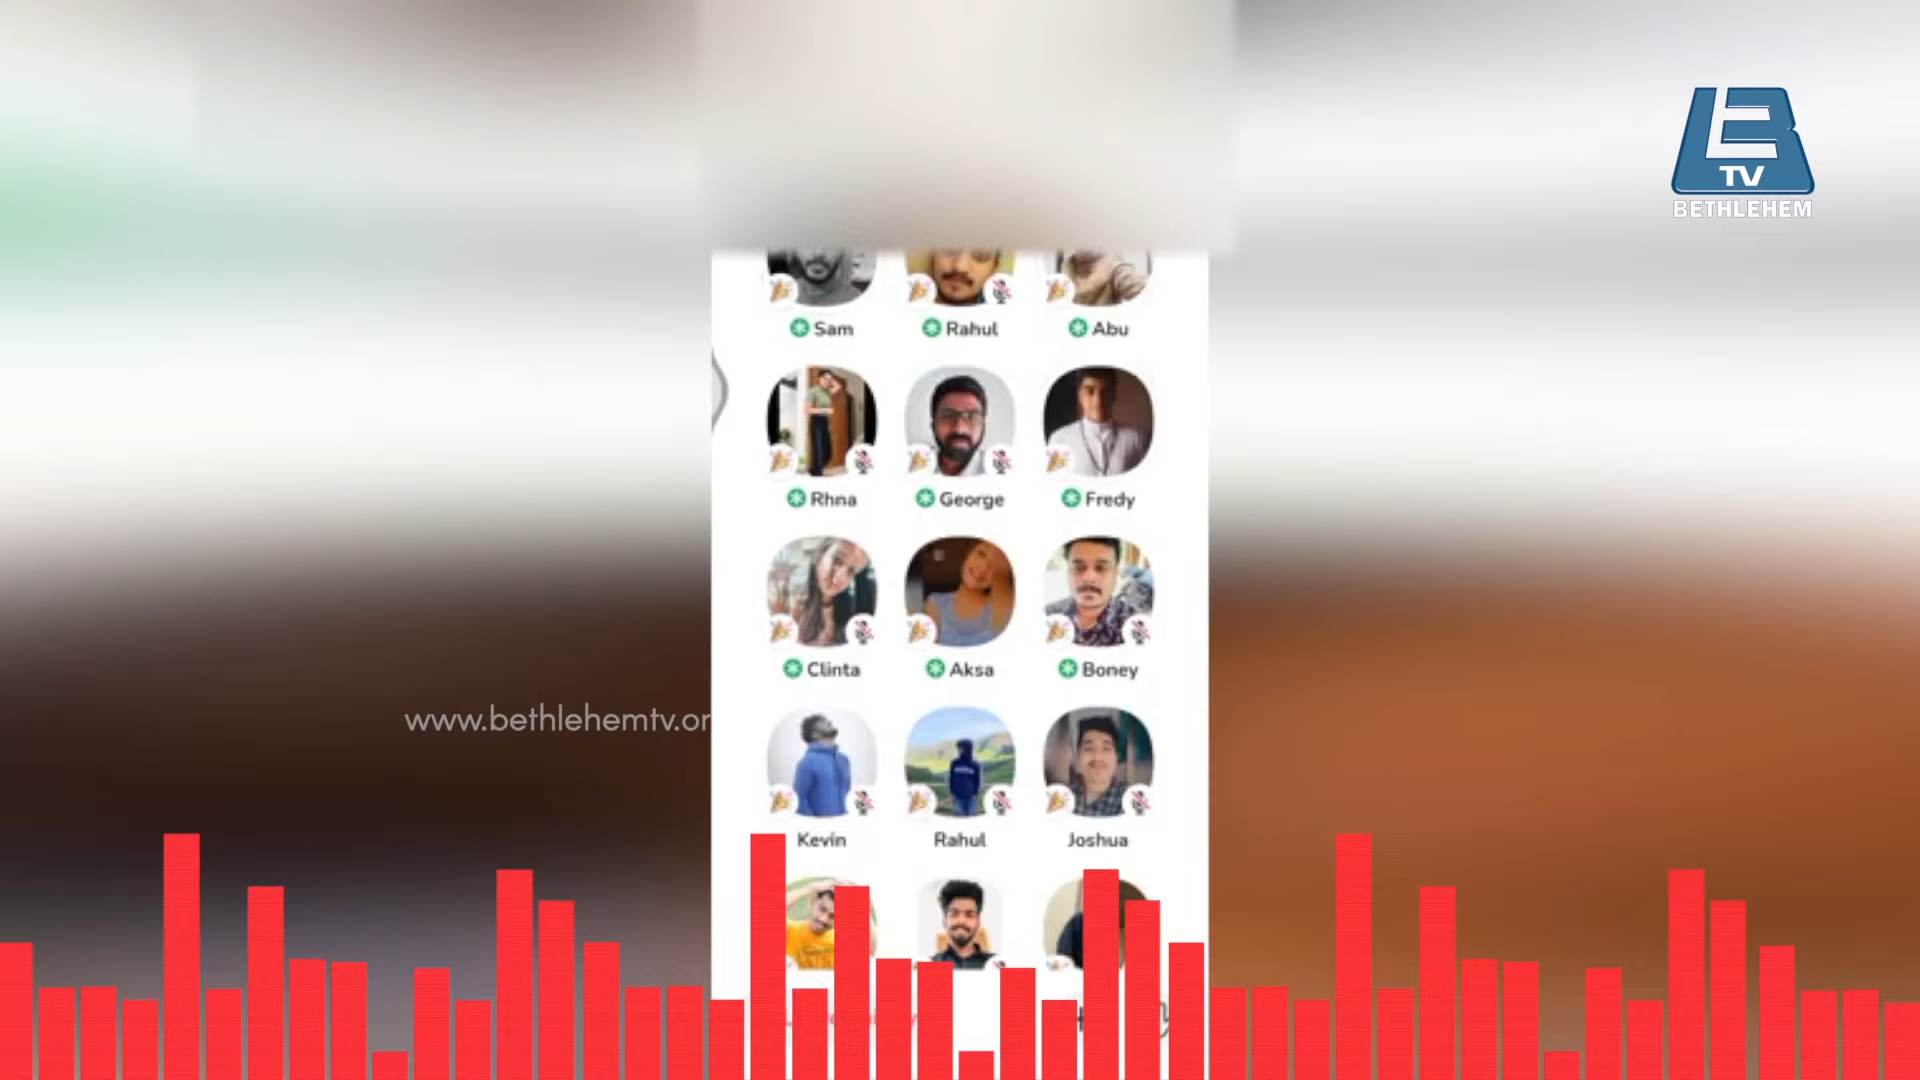 TV
BETHLEHEM
Sam Rahul Abu
Rhna George Fredy
Clinta Aksa Boney
www.bethlehemtv.or
Kevin Rahul Joshua